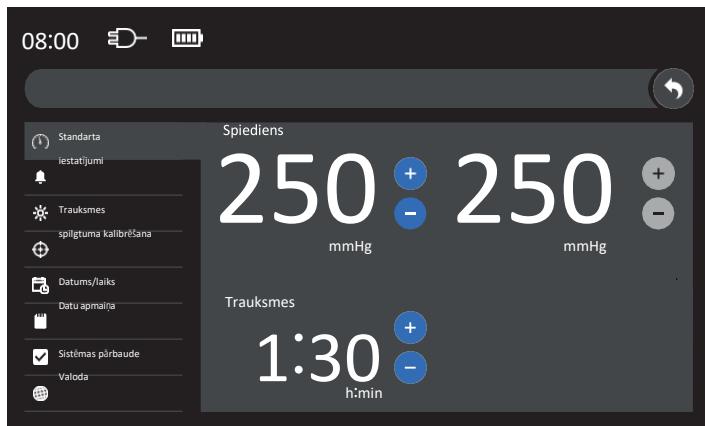 08:00
Standarta
iestatījumi
Trauksmes
spilgtuma kalibrēšana
Datums/laiks
Datu apmaiņa
Sistēmas pārbaude
Valoda
Spiediens
250
+
-
mmHg
250
+
-
mmHg
Trauksmes
1:30
+
-
h:min